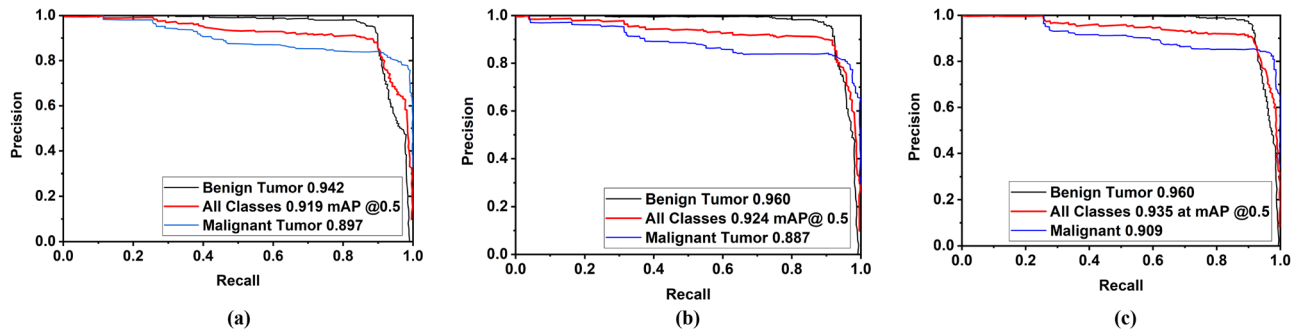 1.0
0.8
0.6
0.4
0.2
0.0
Precision
Benign Tumor 0.942
All Classes 0.919 mAP @0.5
Malignant Tumor 0.897
0.0 0.2 0.4 0.6 0.8 1.0
Recall
(a)
1.0
0.8
0.6
0.4
0.2
0.0
Precision
Benign Tumor 0.960
All Classes 0.924 mAP@ 0.5
Malignant Tumor 0.887
0.0 0.2 0.4 0.6 0.8 1.0
Recall
(b)
1.0
0.8
0.6
0.4
0.2
0.0
Precision
Benign Tumor 0.960
All Classes 0.935 at mAP @0.5
Malignant 0.909
0.0 0.2 0.4 0.6 0.8 1.0
Recall
(c)